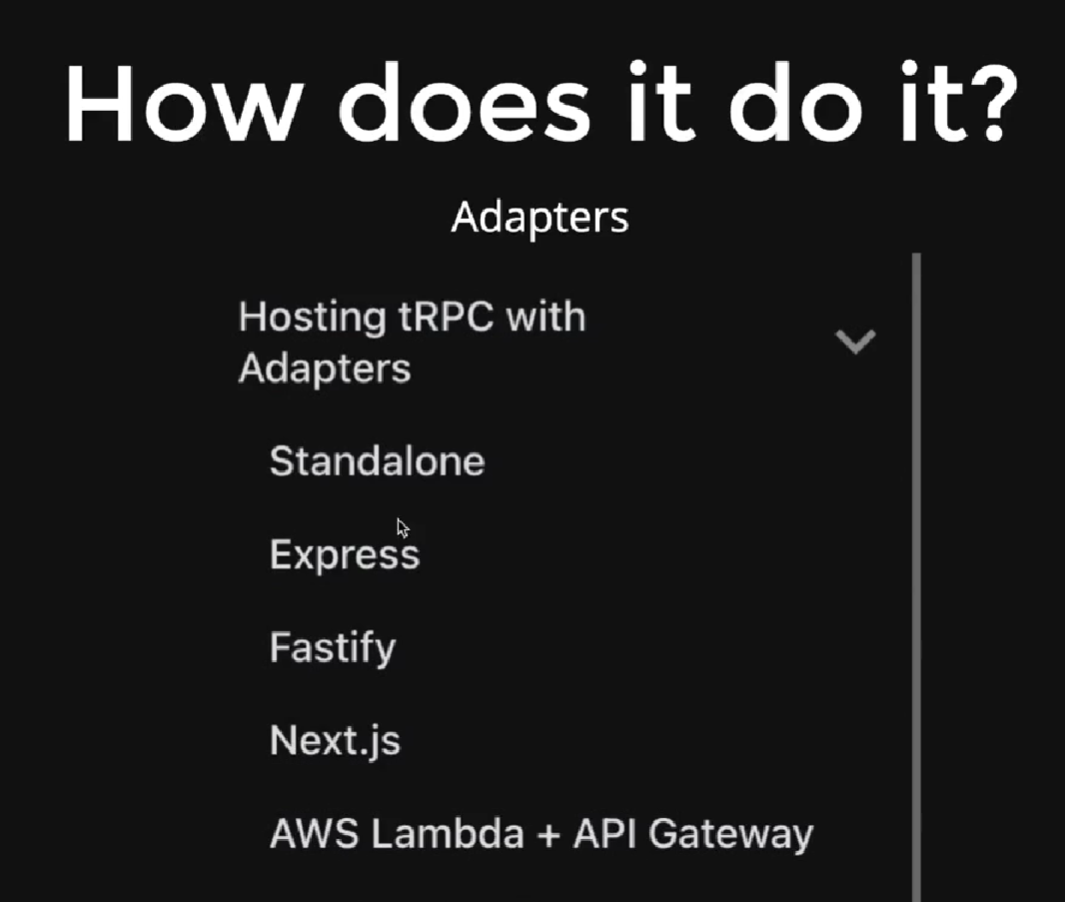 How does it do it?
Adapters
Hosting tRPC with
Adapters
Standalone
Express
Fastify
Next.js
AWS Lambda + API Gateway